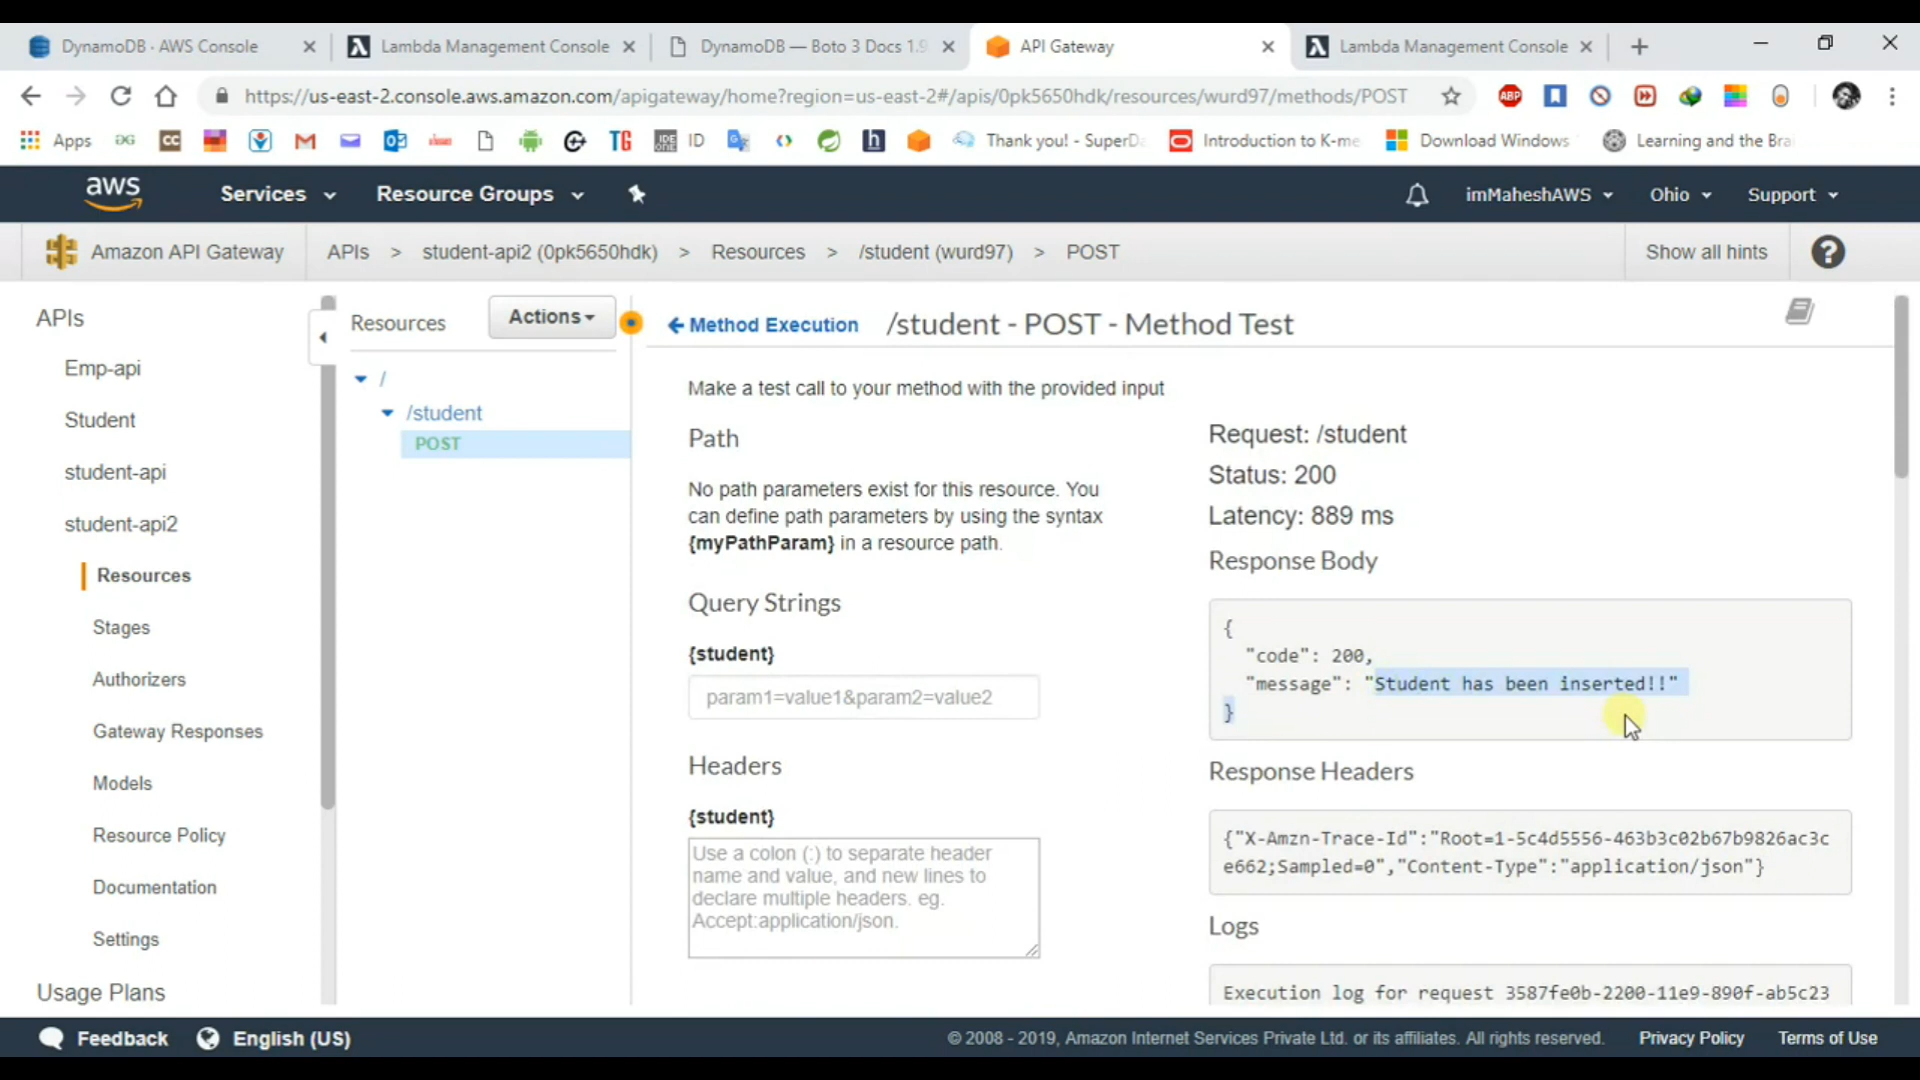 DynamoDB · AWS Console
Lambda Management Console
DynamoDB — Boto 3 Docs 1.9
API Gateway
Lambda Management Console
https://us-east-2.console.aws.amazon.com/apigateway/home?region=us-east-2#/apis/0pk5650hdk/resources/wurd97/methods/POST
ABP
Apps
CC
TG
ID
h
Thank you! - SuperDa
Introduction to K-me
Download Windows
Learning and the Brai
aws
Services
Resource Groups
imMaheshAWS
Ohio
Support
Amazon API Gateway
APIs > student-api2 (0pk5650hdk) > Resources > /student (wurd97) > POST
Show all hints
?
APIs
Emp-api
Student
student-api
student-api2
Resources
Stages
Authorizers
Gateway Responses
Models
Resource Policy
Documentation
Settings
Usage Plans
Resources
Actions
/
/student
POST
Method Execution
/student - POST - Method Test
Make a test call to your method with the provided input
Path
No path parameters exist for this resource. You
can define path parameters by using the syntax
{myPathParam} in a resource path.
Query Strings
{student}
param1=value1&param2=value2
Headers
{student}
Use a colon (:) to separate header
name and value, and new lines to
declare multiple headers. eg.
Accept:application/json.
Request: /student
Status: 200
Latency: 889 ms
Response Body
{
"code": 200,
"message": "Student has been inserted!!"
}
Response Headers
{"X-Amzn-Trace-Id":"Root=1-5c4d5556-463b3c02b67b9826ac3c
e662;Sampled=0","Content-Type":"application/json"}
Logs
Execution log for request 3587fe0b-2200-11e9-890f-ab5c23
Feedback
English (US)
© 2008 - 2019, Amazon Internet Services Private Ltd. or its affiliates. All rights reserved.
Privacy Policy
Terms of Use